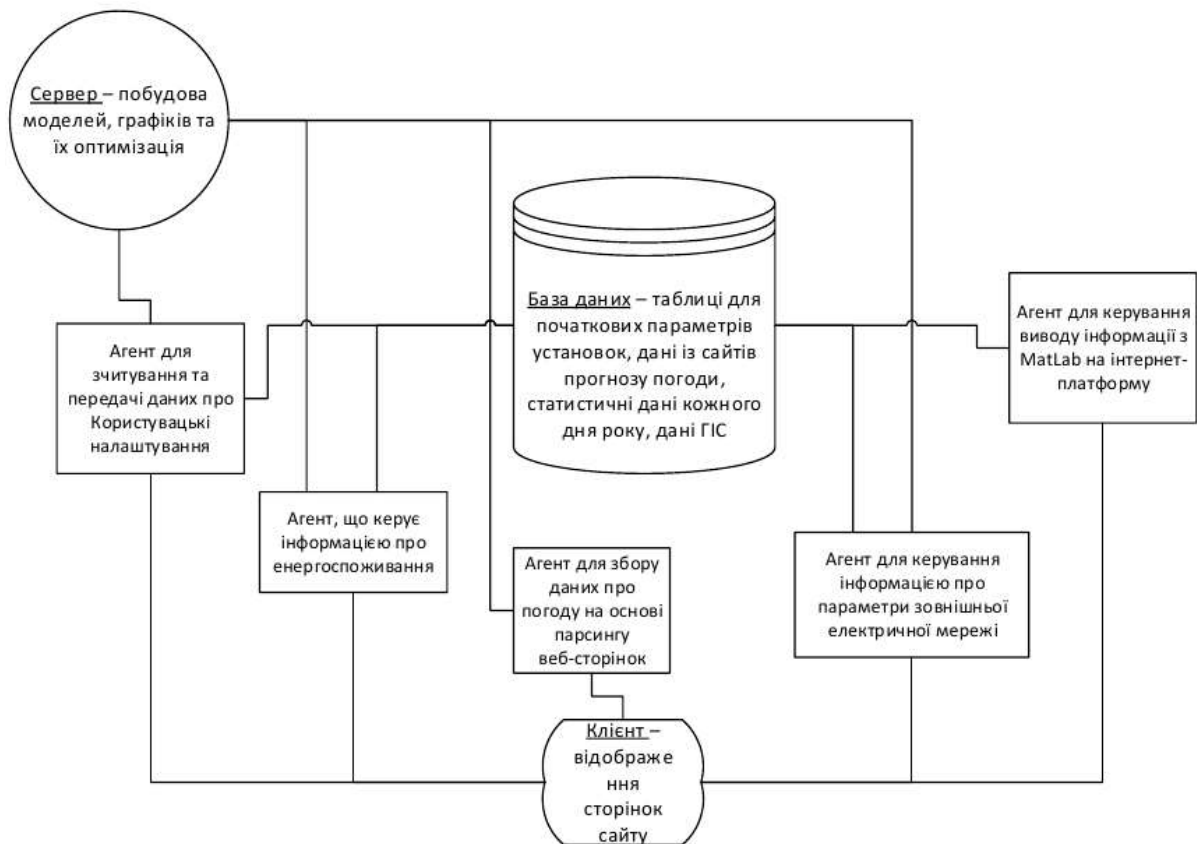 Сервер – побудова
моделей, графіків та
їх оптимізація
База даних – таблиці для
початкових параметрів
установок, дані із сайтів
прогнозу погоди,
статистичні дані кожного
дня року, дані ГІС
Агент для керування
виводу інформації з
MatLab на інтернет-
платформу
Агент для
зчитування та
передачі даних про
Користувацькі
налаштування
Агент, що керує
інформацією про
енергоспоживання
Агент для збору
даних про
погоду на основі
парсингу
веб-сторінок
Агент для керування
інформацією про
параметри зовнішньої
електричної мережі
Клієнт –
відображе
ння
сторінок
сайту